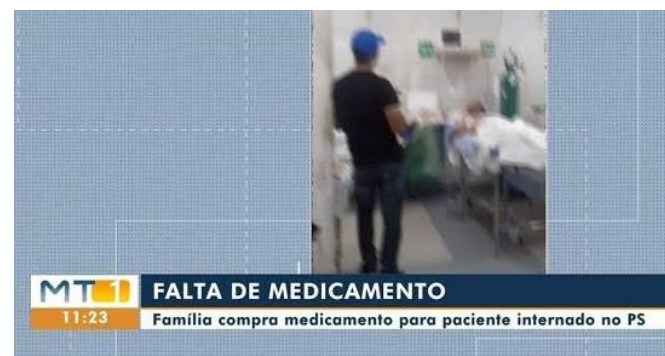 MT1
FALTA DE MEDICAMENTO
11:23
Família compra medicamento para paciente internado no PS